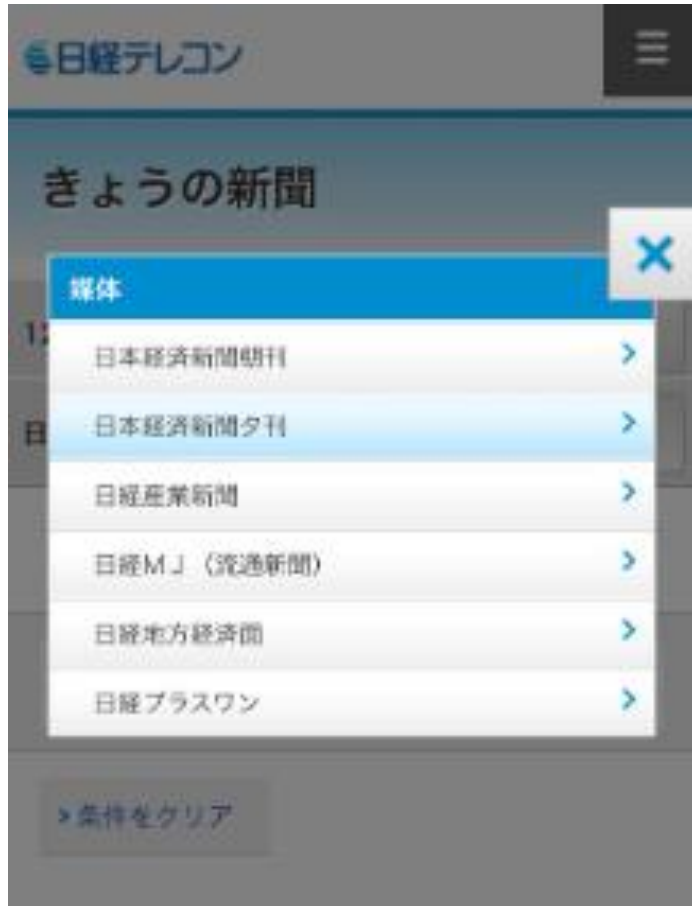 日経テレコン
きょうの新聞
媒体
日本経済新聞朝刊
日本経済新聞夕刊
日経産業新聞
日経MJ（流通新聞）
日経地方経済面
日経プラスワン
条件をクリア